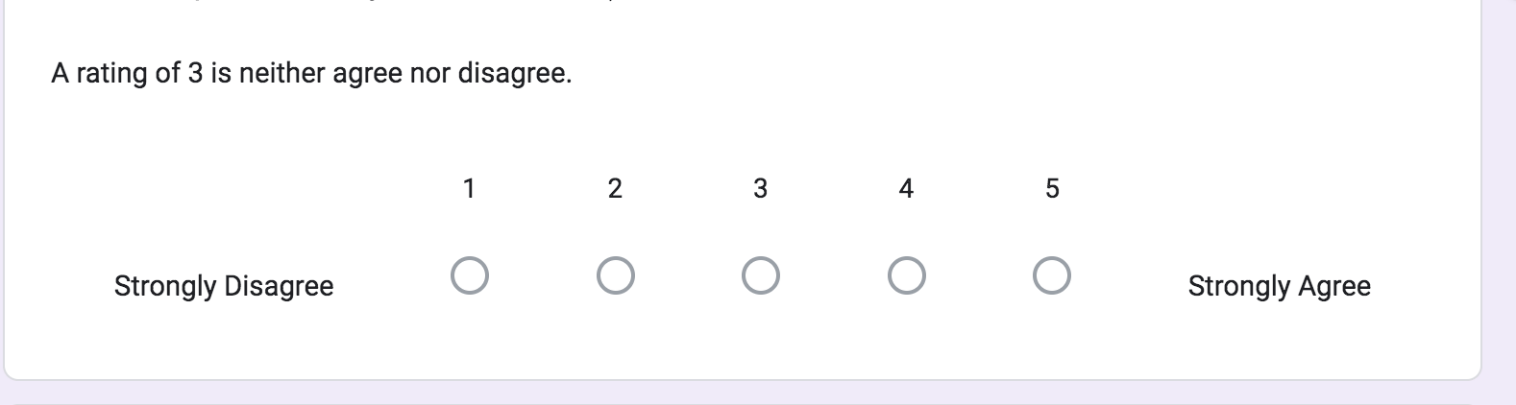 A rating of 3 is neither agree nor disagree.
1 2 3 4 5
Strongly Disagree Strongly Agree